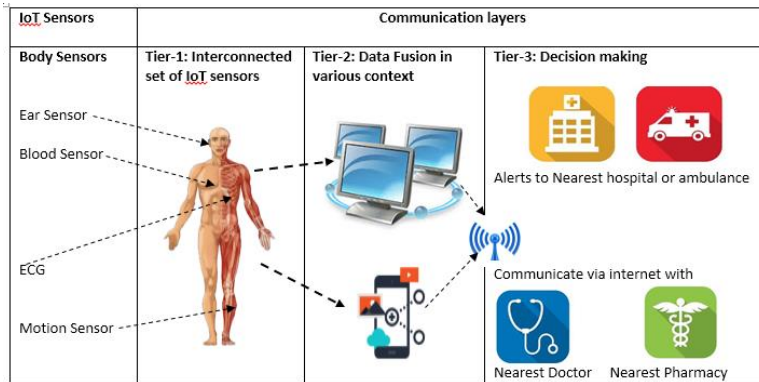 IoT Sensors
Communication layers
Body Sensors
Tier-1: Interconnected
set of IoT sensors
Tier-2: Data Fusion in
various context
Tier-3: Decision making
Ear Sensor
Blood Sensor
ECG
Motion Sensor
Alerts to Nearest hospital or ambulance
Communicate via internet with
Nearest Doctor
Nearest Pharmacy